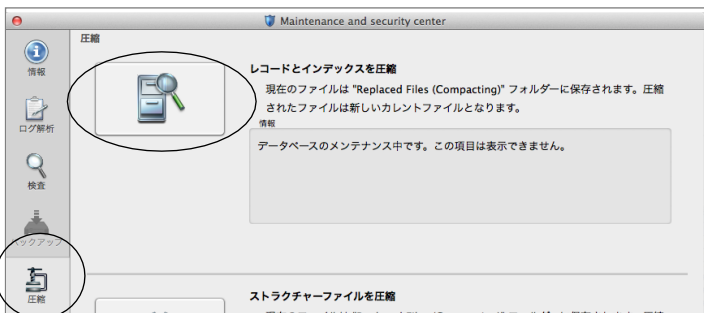 Maintenance and security center
圧縮
情報
ログ解析
検査
バックアップ
圧縮
レコードとインデックスを圧縮
現在のファイルは "Replaced Files (Compacting)" フォルダーに保存されます。圧縮
されたファイルは新しいカレントファイルとなります。
情報
データベースのメンテナンス中です。この項目は表示できません。
ストラクチャーファイルを圧縮